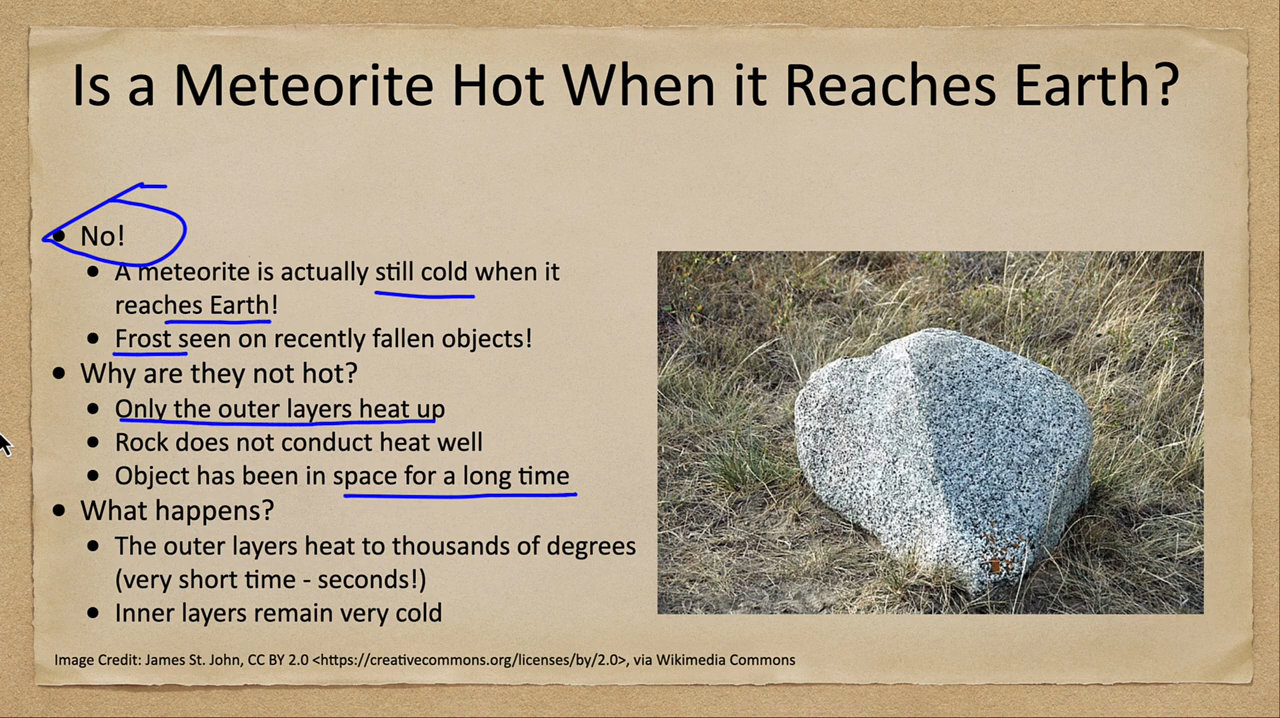 Is a Meteorite Hot When it Reaches Earth?
• No!
• A meteorite is actually still cold when it
reaches Earth!
• Frost seen on recently fallen objects!
• Why are they not hot?
• Only the outer layers heat up
• Rock does not conduct heat well
• Object has been in space for a long time
• What happens?
• The outer layers heat to thousands of degrees
(very short time - seconds!)
• Inner layers remain very cold
Image Credit: James St. John, CC BY 2.0 <https://creativecommons.org/licenses/by/2.0>, via Wikimedia Commons